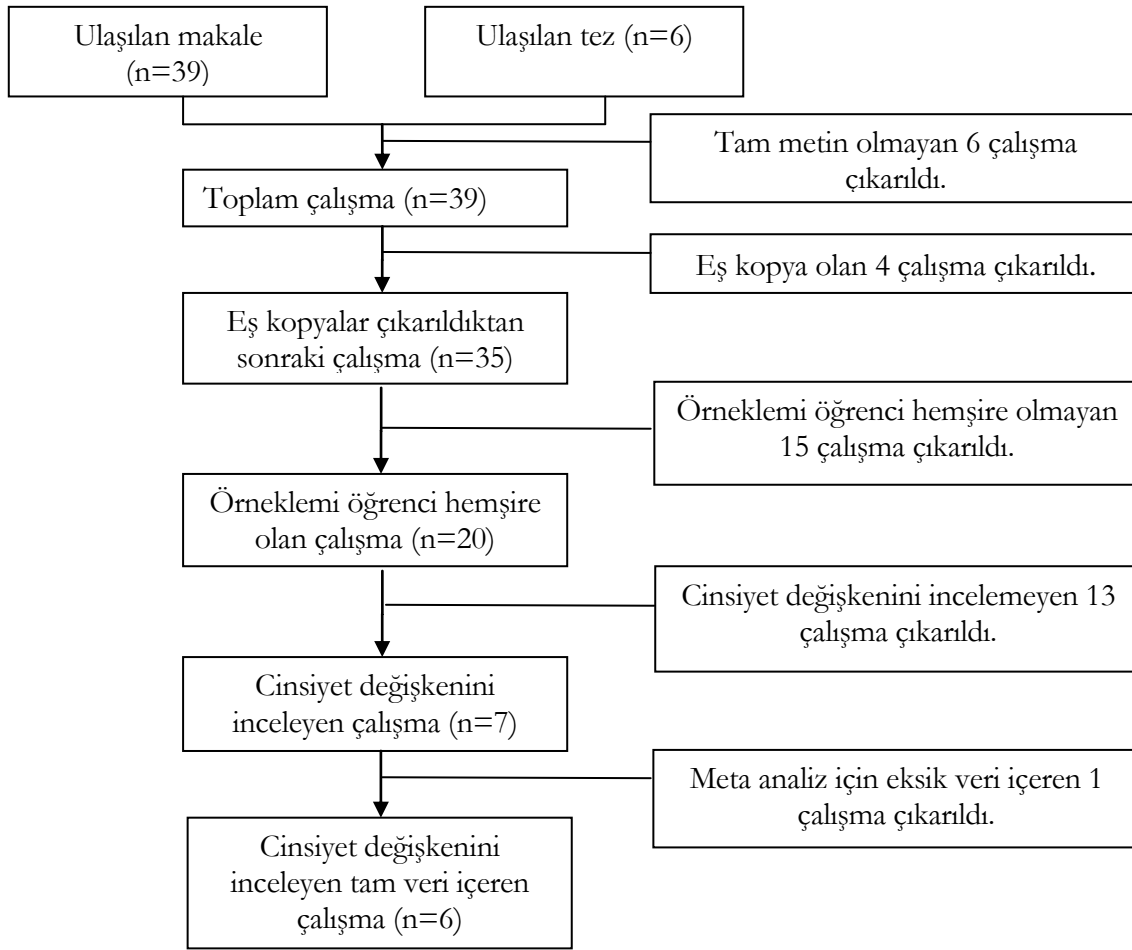 Ulaşılan makale
(n=39)
Ulaşılan tez (n=6)
Tam metin olmayan 6 çalışma
çıkarıldı.
Toplam çalışma (n=39)
Eş kopya olan 4 çalışma çıkarıldı.
Eş kopyalar çıkarıldıktan
sonraki çalışma (n=35)
Örneklemi öğrenci hemşire olmayan
15 çalışma çıkarıldı.
Örneklemi öğrenci hemşire
olan çalışma (n=20)
Cinsiyet değişkenini incelemeyen 13
çalışma çıkarıldı.
Cinsiyet değişkenini
inceleyen çalışma (n=7)
Meta analiz için eksik veri içeren 1
çalışma çıkarıldı.
Cinsiyet değişkenini
inceleyen tam veri içeren
çalışma (n=6)